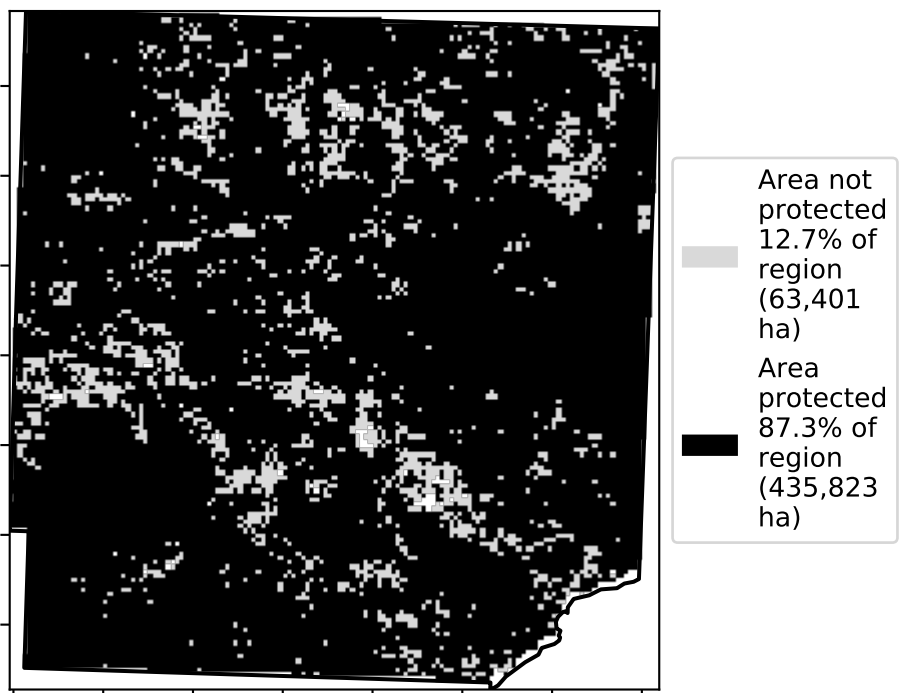 Area not
protected
12.7% of
region
(63,401
ha)
Area
protected
87.3% of
region
(435,823
ha)